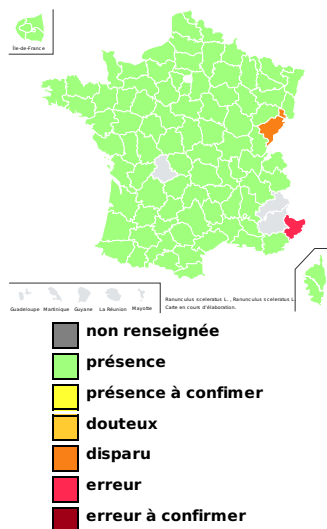 Île-de-France
Guadeloupe Martinique Guyane La Réunion Mayotte
Ranunculus sceleratus L., Ranunculus sceleratus L.
Carte en cours d'élaboration.
non renseignée
présence
présence à confimer
douteux
disparu
erreur
erreur à confirmer